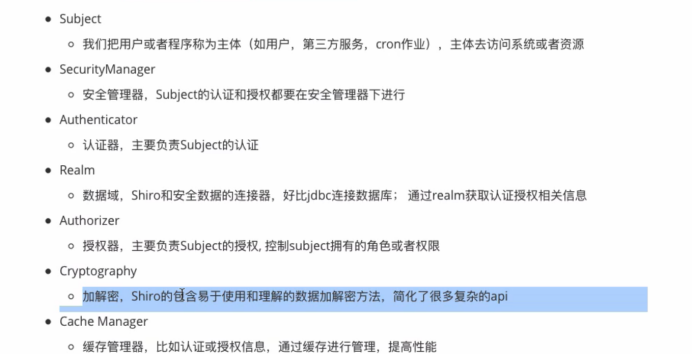 Subject
我们把用户或者程序称为主体（如用户，第三方服务，cron作业），主体去访问系统或者资源
SecurityManager
安全管理器，Subject的认证和授权都要在安全管理器下进行
Authenticator
认证器，主要负责Subject的认证
Realm
数据域，Shiro和安全数据的连接器，好比jdbc连接数据库； 通过realm获取认证授权相关信息
Authorizer
授权器，主要负责Subject的授权, 控制subject拥有的角色或者权限
Cryptography
加解密，Shiro的包含易于使用和理解的数据加解密方法，简化了很多复杂的api
Cache Manager
缓存管理器，比如认证或授权信息，通过缓存进行管理，提高性能